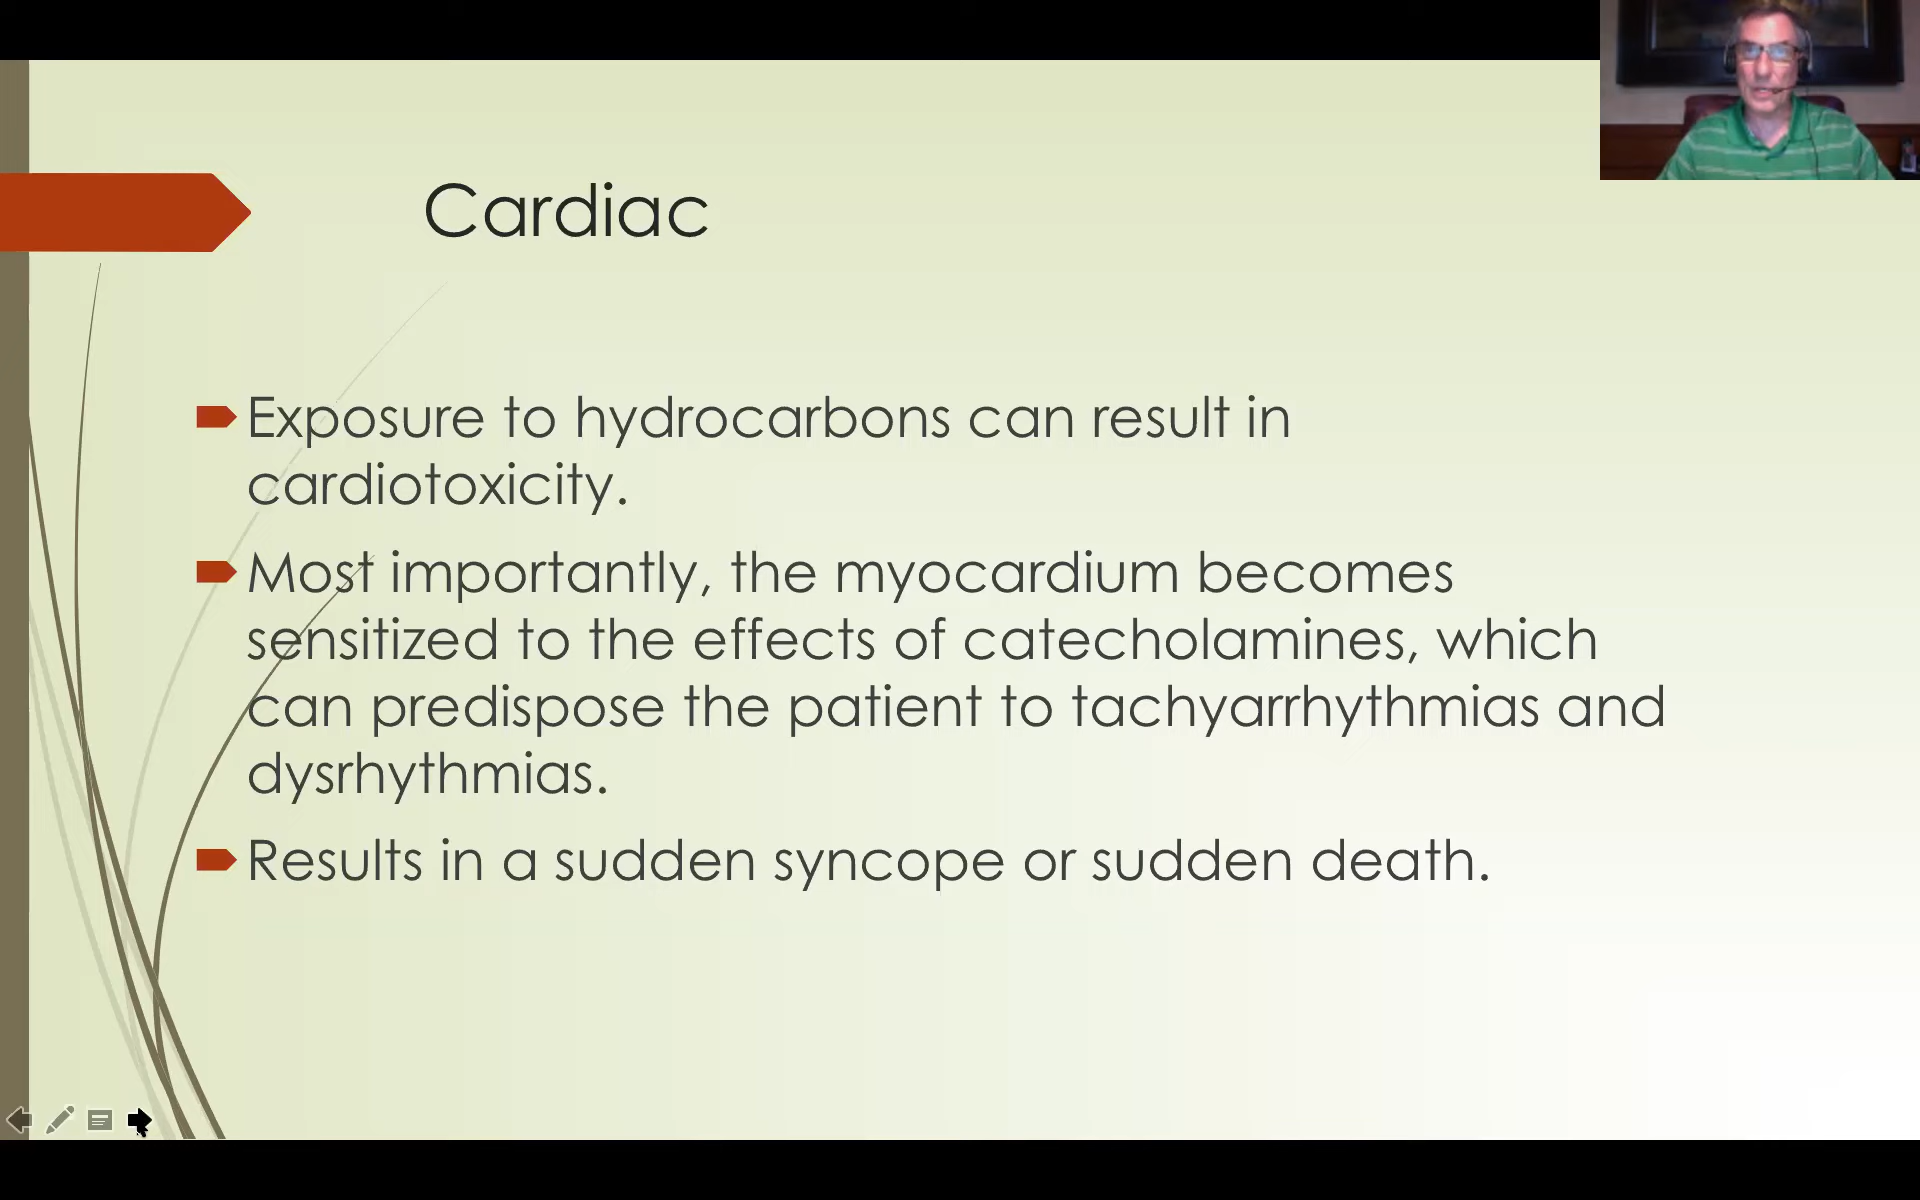 Cardiac
Exposure to hydrocarbons can result in
cardiotoxicity.
Most importantly, the myocardium becomes
sensitized to the effects of catecholamines, which
can predispose the patient to tachyarrhythmias and
dysrhythmias.
Results in a sudden syncope or sudden death.